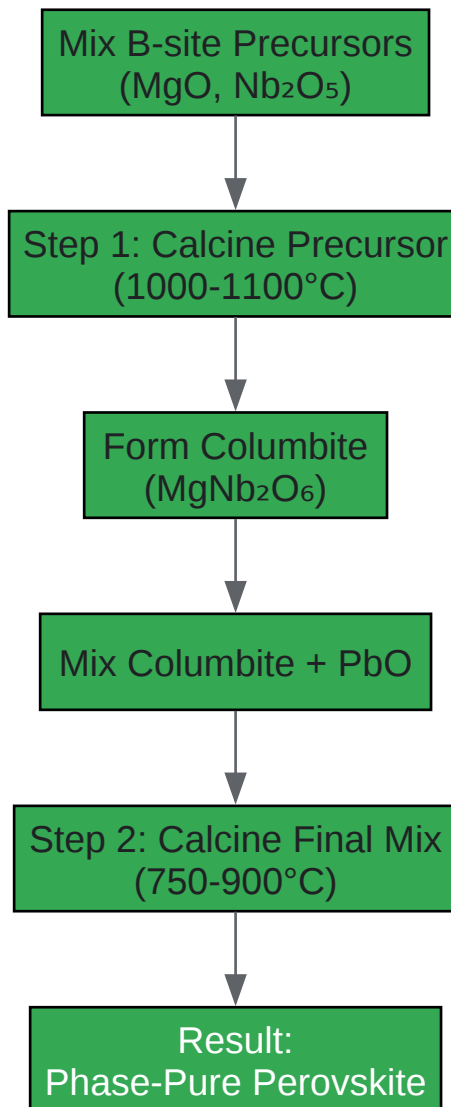 Mix B-site Precursors
(MgO, Nb₂O₅)
Step 1: Calcine Precursor
(1000-1100°C)
Form Columbite
(MgNb₂O₆)
Mix Columbite + PbO
Step 2: Calcine Final Mix
(750-900°C)
Result:
Phase-Pure Perovskite